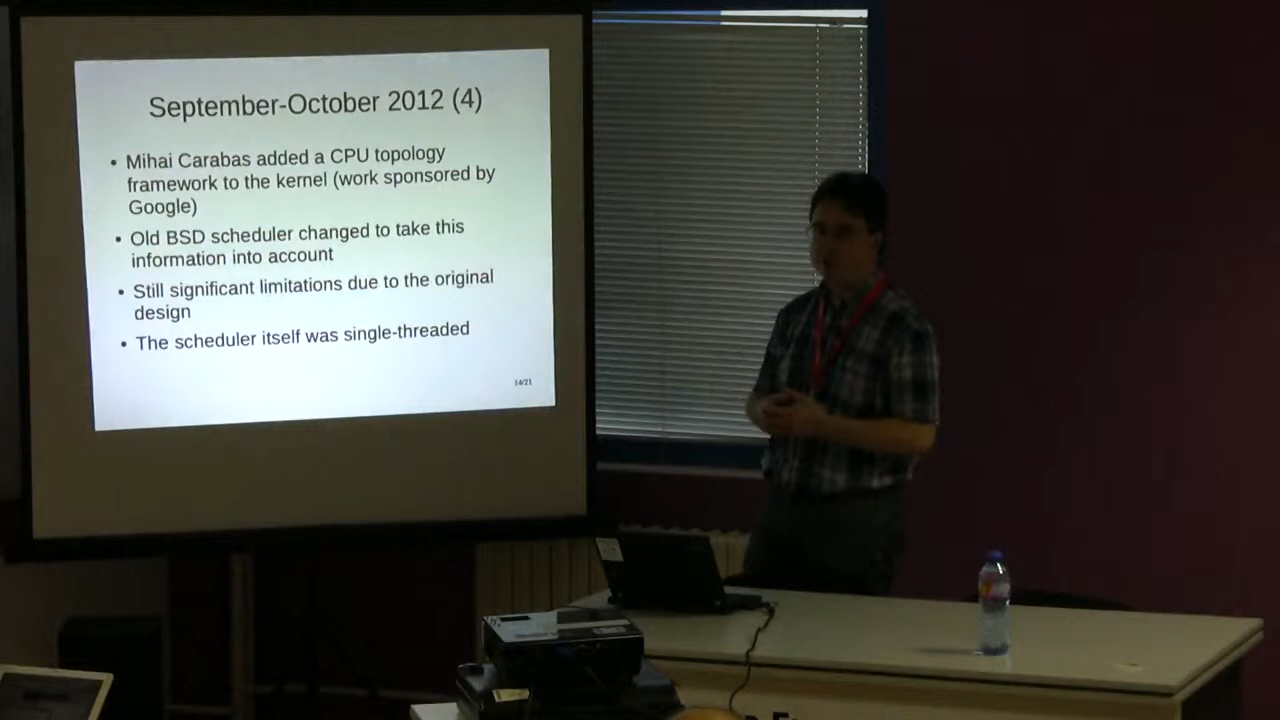 September-October 2012 (4)
• Mihai Carabas added a CPU topology
framework to the kernel (work sponsored by
Google)
• Old BSD scheduler changed to take this
information into account
• Still significant limitations due to the original
design
• The scheduler itself was single-threaded
14/21